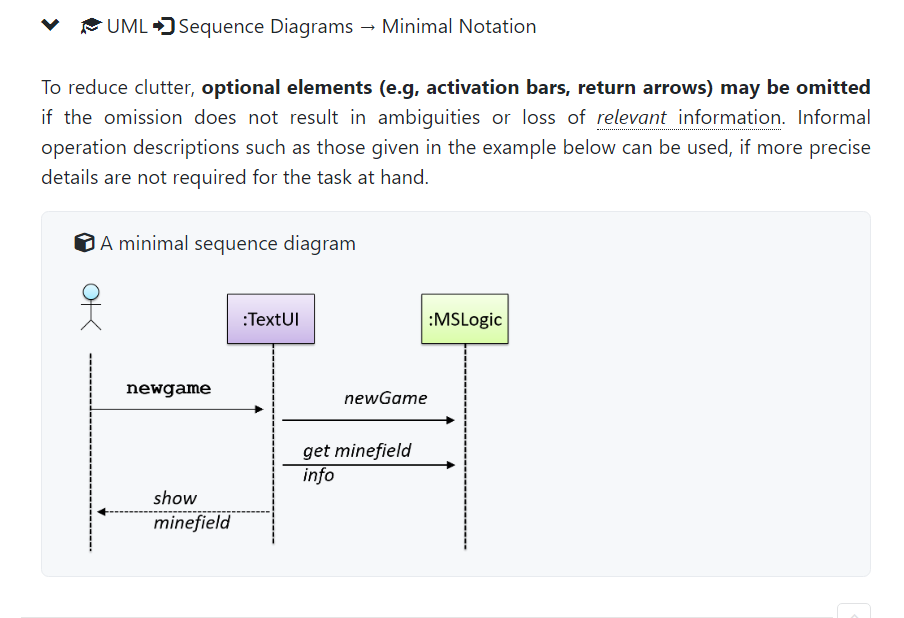 UML Sequence Diagrams → Minimal Notation
To reduce clutter, optional elements (e.g, activation bars, return arrows) may be omitted
if the omission does not result in ambiguities or loss of relevant information. Informal
operation descriptions such as those given in the example below can be used, if more precise
details are not required for the task at hand.
A minimal sequence diagram
:TextUI
:MSLogic
newgame
newGame
get minefield
info
show
minefield